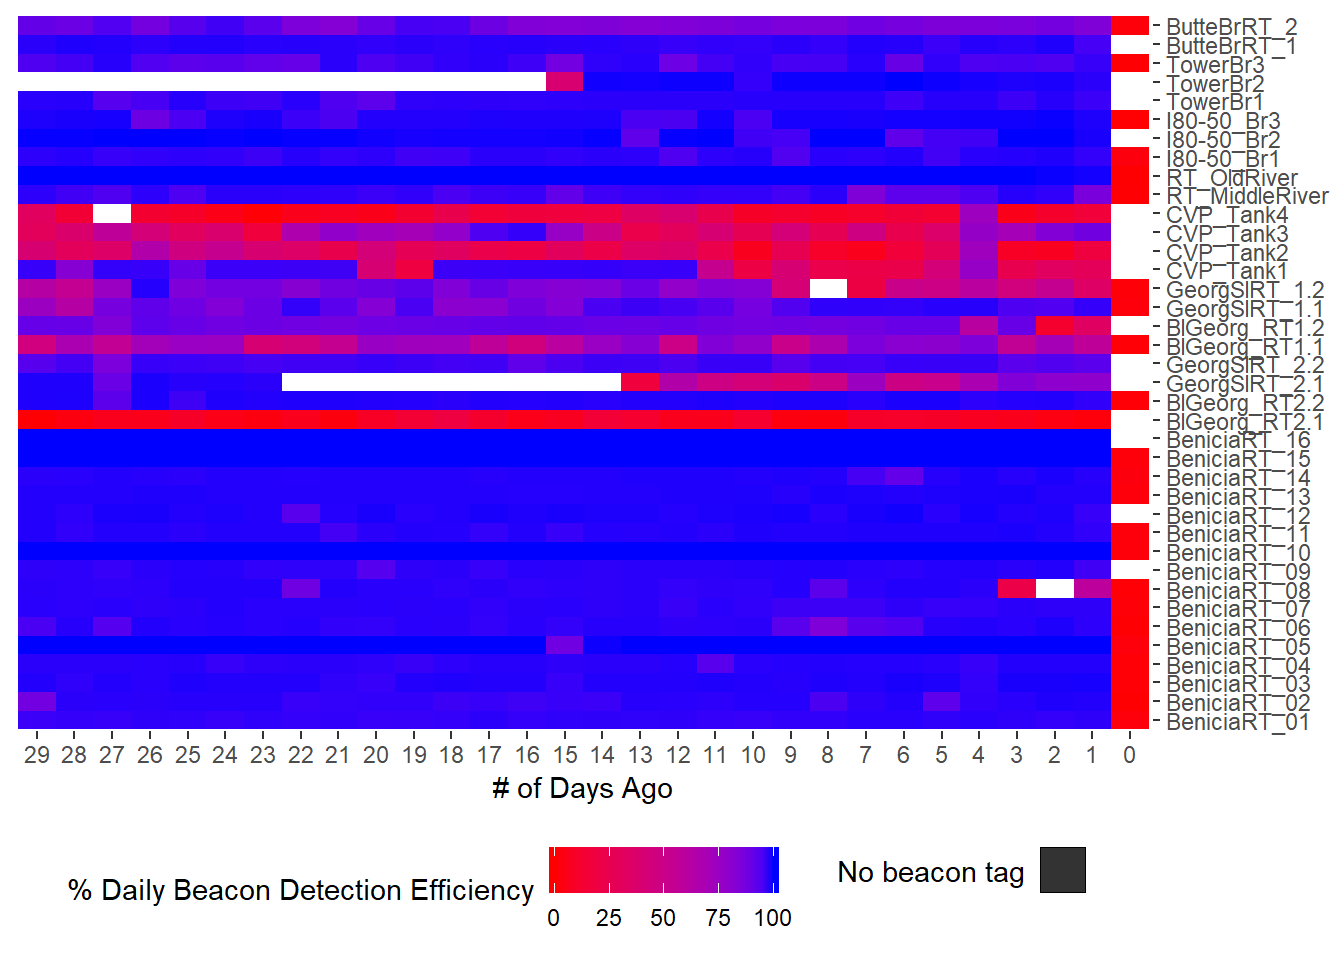 ButteBrRT_2
ButteBrRT_1
TowerBr3
TowerBr2
TowerBr1
I80-50_Br3
I80-50_Br2
I80-50_Br1
RT_OldRiver
RT_MiddleRiver
CVP_Tank4
CVP_Tank3
CVP_Tank2
CVP_Tank1
GeorgSlRT_1.2
GeorgSlRT_1.1
BlGeorg_RT1.2
BlGeorg_RT1.1
GeorgSlRT_2.2
GeorgSlRT_2.1
BlGeorg_RT2.2
BlGeorg_RT2.1
BeniciaRT_16
BeniciaRT_15
BeniciaRT_14
BeniciaRT_13
BeniciaRT_12
BeniciaRT_11
BeniciaRT_10
BeniciaRT_09
BeniciaRT_08
BeniciaRT_07
BeniciaRT_06
BeniciaRT_05
BeniciaRT_04
BeniciaRT_03
BeniciaRT_02
BeniciaRT_01
29 28 27 26 25 24 23 22 21 20 19 18 17 16 15 14 13 12 11 10 9 8 7 6 5 4 3 2 1 0
# of Days Ago
% Daily Beacon Detection Efficiency
0 25 50 75 100
No beacon tag